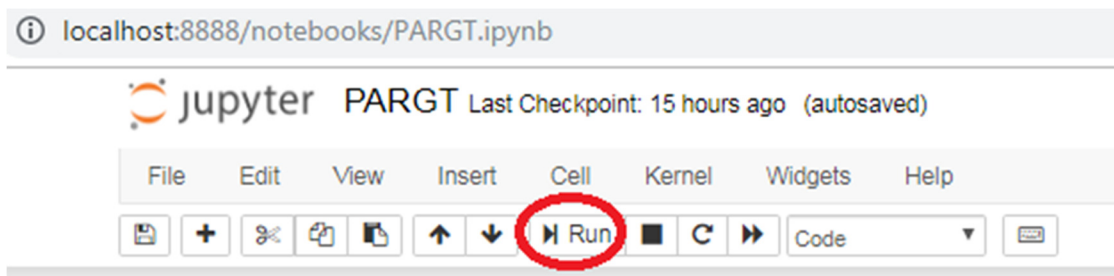 localhost:8888/notebooks/PARGT.ipynb
jupyter PARGT Last Checkpoint: 15 hours ago (autosaved)
File Edit View Insert Cell Kernel Widgets Help
Run Code